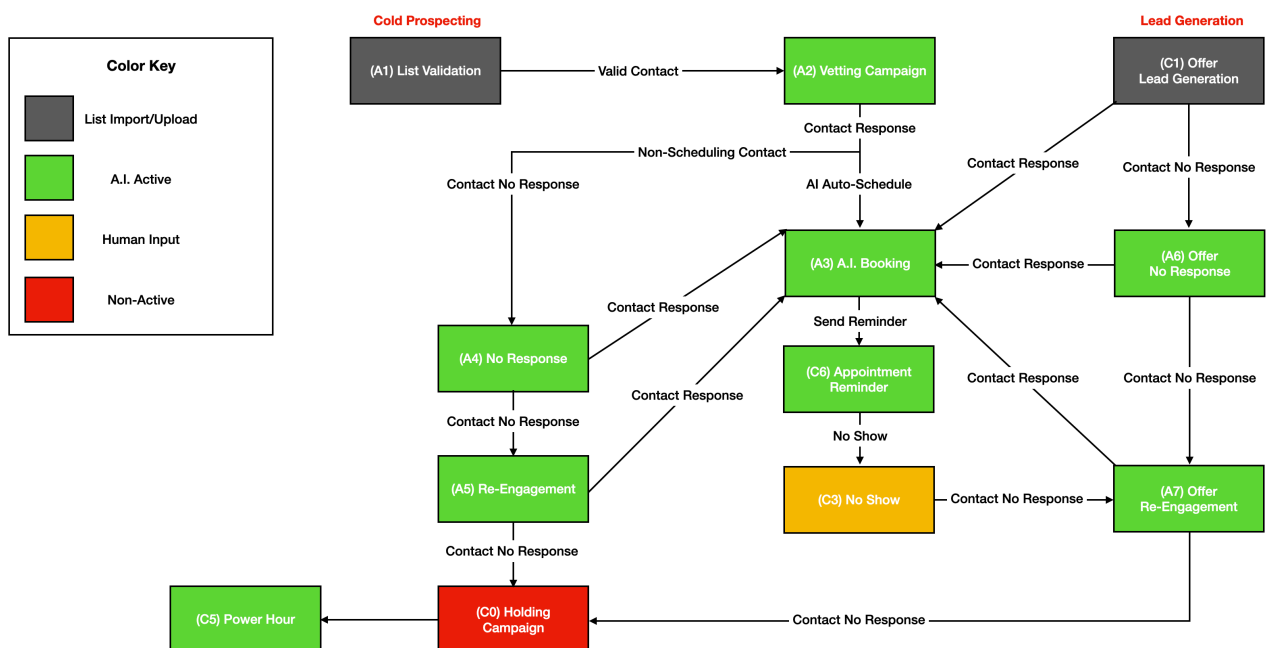 Cold Prospecting
Lead Generation
Color Key
List Import/Upload
A.I. Active
Human Input
Non-Active
(A1) List Validation
Valid Contact
(A2) Vetting Campaign
(C1) Offer
Lead Generation
Contact Response
Non-Scheduling Contact
Contact No Response
AI Auto-Schedule
Contact Response
Contact No Response
(A3) A.I. Booking
Contact Response
(A6) Offer
No Response
Contact Response
Send Reminder
(A4) No Response
(C6) Appointment
Reminder
Contact Response
Contact No Response
Contact Response
Contact No Response
No Show
(A5) Re-Engagement
(C3) No Show
Contact No Response
(A7) Offer
Re-Engagement
Contact No Response
(C5) Power Hour
(C0) Holding
Campaign
Contact No Response